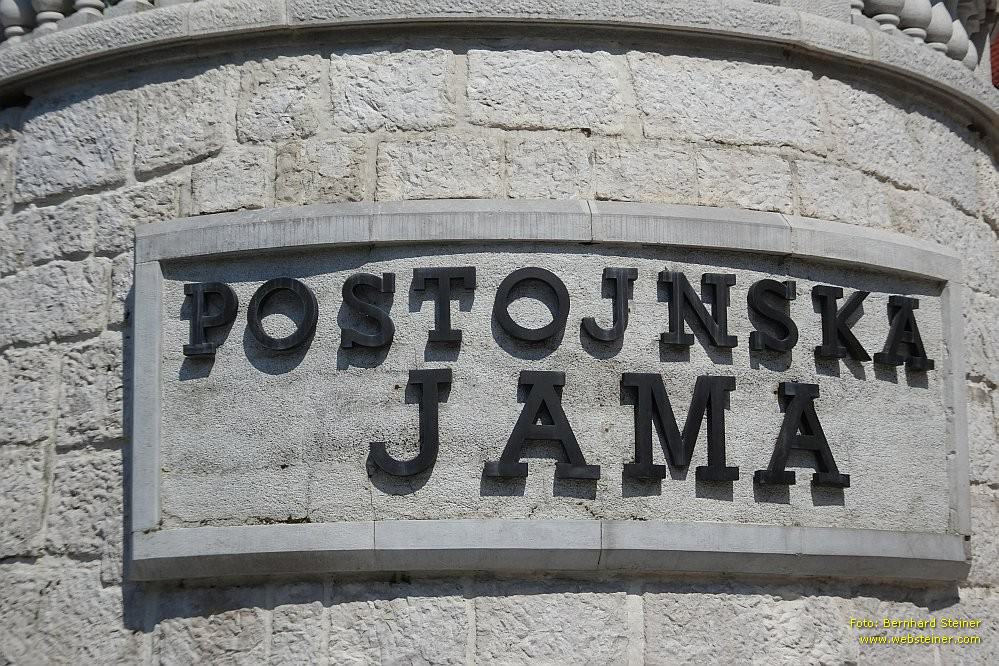 POSTOJNSKA
JAMA
Foto: Bernhard Steiner
www.websteiner.com